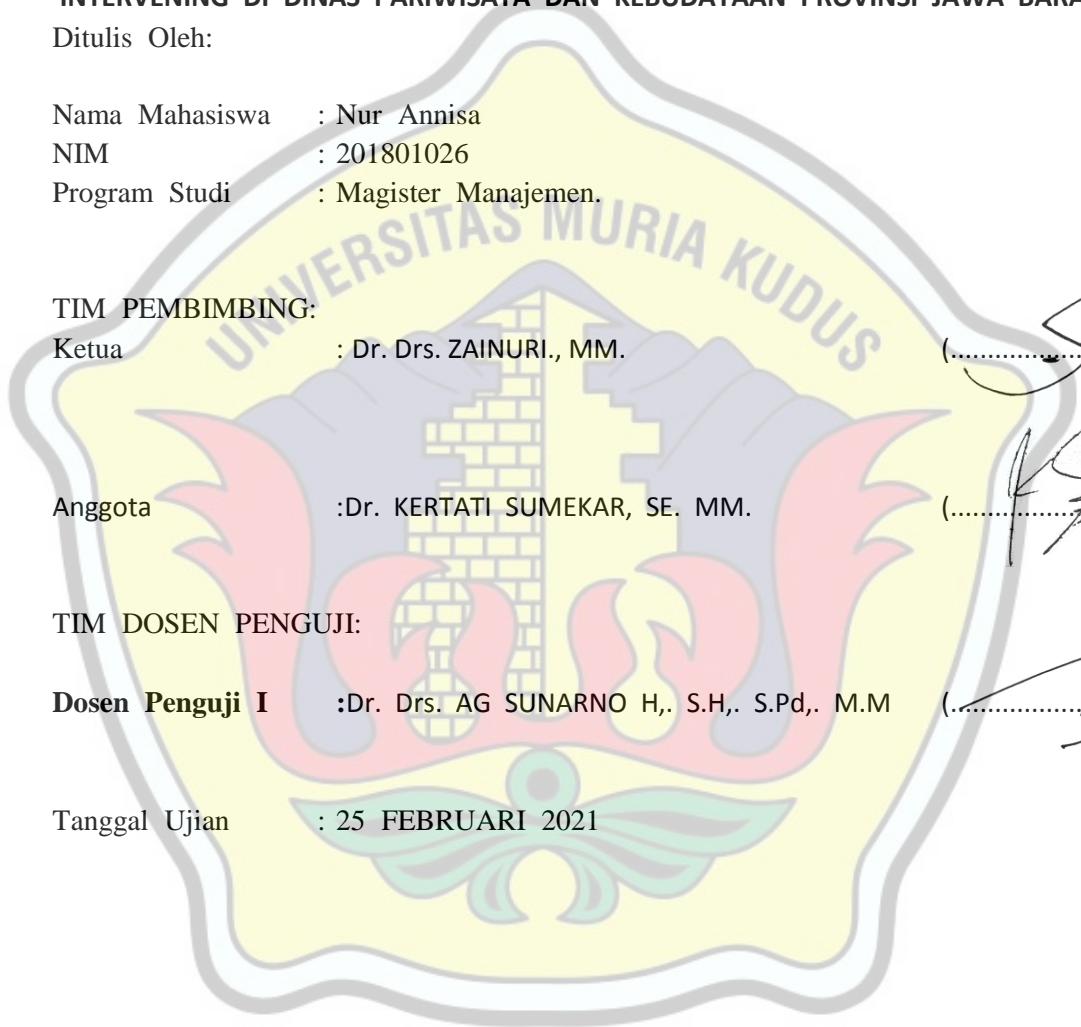 INTERVENING DI DINAS PARIWISATA DAN KEBUDAYAAN PROVINSI JAWA
Ditulis Oleh:
Nama Mahasiswa : Nur Annisa
NIM : 201801026
Program Studi : Magister Manajemen.
UNIVERSITAS MURIA KUDUS
TIM PEMBIMBING:
Ketua : Dr. Drs. ZAINURI., MM. (..................
Anggota :Dr. KERTATI SUMEKAR, SE. MM. (..................
TIM DOSEN PENGUJI:
Dosen Penguji I :Dr. Drs. AG SUNARNO H,. S.H,. S.Pd,. M.M (..................
Tanggal Ujian : 25 FEBRUARI 2021